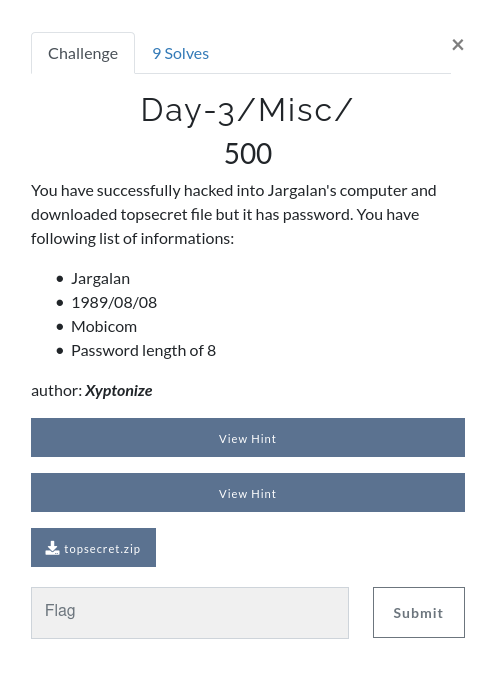 Challenge
9 Solves
×
Day-3/Misc/
500
You have successfully hacked into Jargalan's computer and
downloaded topsecret file but it has password. You have
following list of informations:
• Jargalan
• 1989/08/08
• Mobicom
• Password length of 8
author: Xyptonize
View Hint
View Hint
topsecret.zip
Flag
Submit